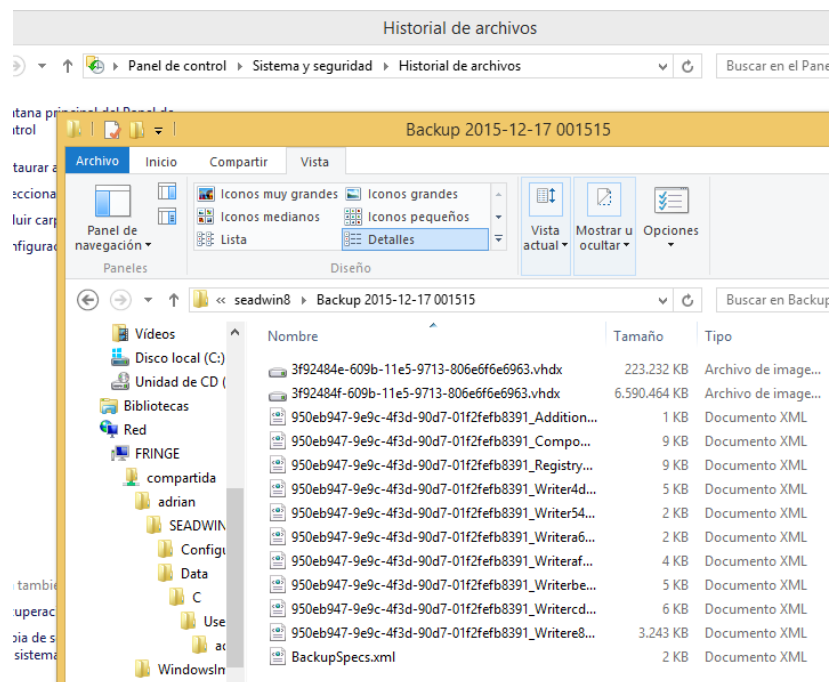 Historial de archivos
Panel de control Sistema y seguridad Historial de archivos
Buscar en el Pane
Backup 2015-12-17 001515
Archivo Inicio Compartir Vista
Iconos muy grandes Iconos grandes
Iconos medianos Iconos pequeños
Lista Detalles
Panel de navegación
Vista actual
Mostrar u ocultar
Opciones
Paneles Diseño
« seadwin8 Backup 2015-12-17 001515
Buscar en Backup
Vídeos
Disco local (C:)
Unidad de CD (
Bibliotecas
Red
FRINGE
compartida
adrian
SEADWIN
Configu
Data
C
Use
ac
WindowsIm
Nombre Tamaño Tipo
3f92484e-609b-11e5-9713-806e6f6e6963.vhdx 223.232 KB Archivo de image...
3f92484f-609b-11e5-9713-806e6f6e6963.vhdx 6.590.464 KB Archivo de image...
950eb947-9e9c-4f3d-90d7-01f2fefb8391_Addition... 1 KB Documento XML
950eb947-9e9c-4f3d-90d7-01f2fefb8391_Compo... 9 KB Documento XML
950eb947-9e9c-4f3d-90d7-01f2fefb8391_Registry... 9 KB Documento XML
950eb947-9e9c-4f3d-90d7-01f2fefb8391_Writer4d... 5 KB Documento XML
950eb947-9e9c-4f3d-90d7-01f2fefb8391_Writer54... 2 KB Documento XML
950eb947-9e9c-4f3d-90d7-01f2fefb8391_Writera6... 2 KB Documento XML
950eb947-9e9c-4f3d-90d7-01f2fefb8391_Writeraf... 4 KB Documento XML
950eb947-9e9c-4f3d-90d7-01f2fefb8391_Writerbe... 5 KB Documento XML
950eb947-9e9c-4f3d-90d7-01f2fefb8391_Writercd... 6 KB Documento XML
950eb947-9e9c-4f3d-90d7-01f2fefb8391_Writere8... 3.243 KB Documento XML
BackupSpecs.xml 2 KB Documento XML